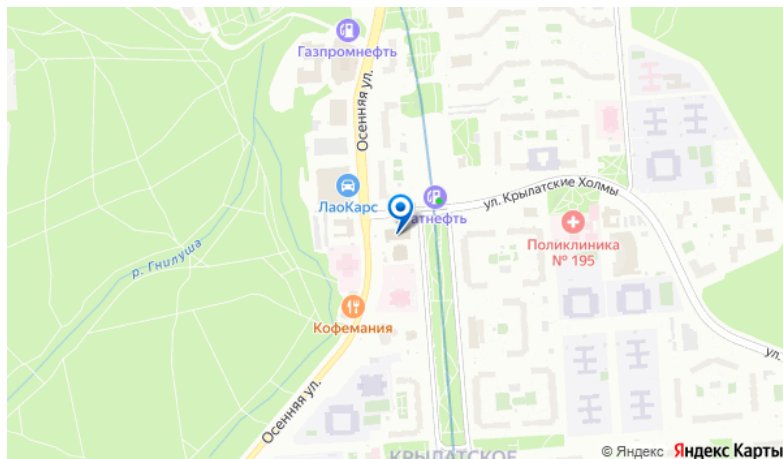 Газпромнефть
Осенняя ул.
ЛаоКарс
атнефть
ул. Крылатские Холмы
Поликлиника
№ 195
р. Гнилуша
Кофемания
Осенняя ул.
ул.
КРЫЛАТСКОЕ
© Яндекс Яндекс Карты